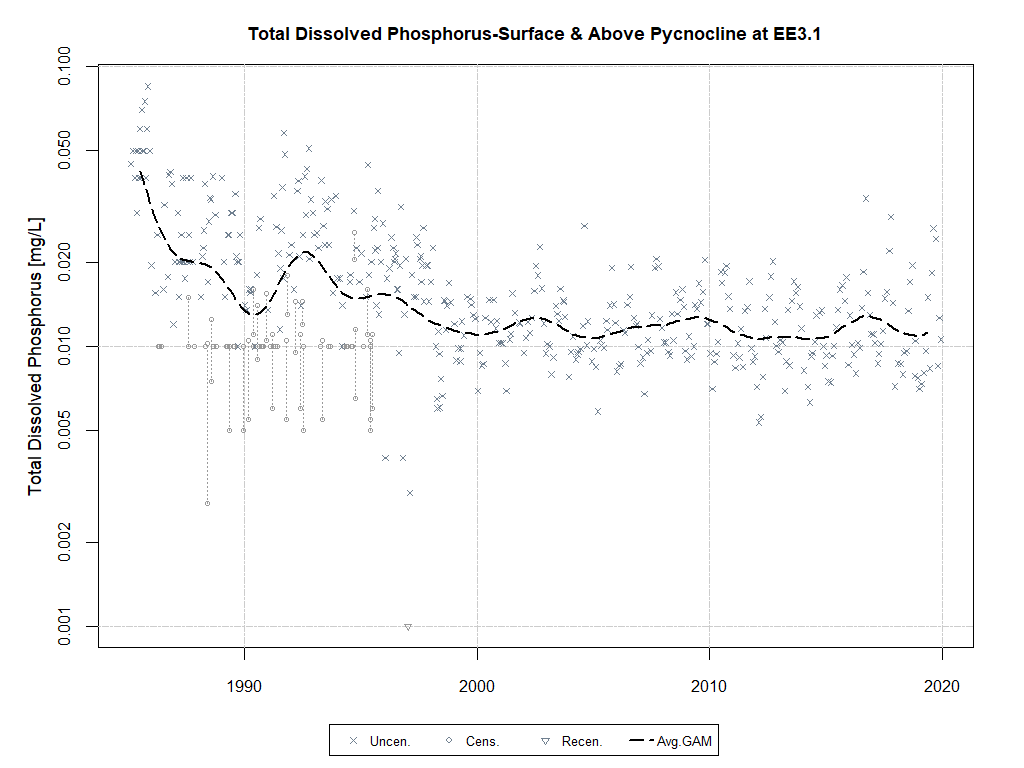 Total Dissolved Phosphorus-Surface & Above Pycnocline at EE3.1
Total Dissolved Phosphorus [mg/L]
0.100
0.050
0.020
0.010
0.005
0.002
0.001
1990 2000 2010 2020
Uncen. Cens. Recen. Avg.GAM